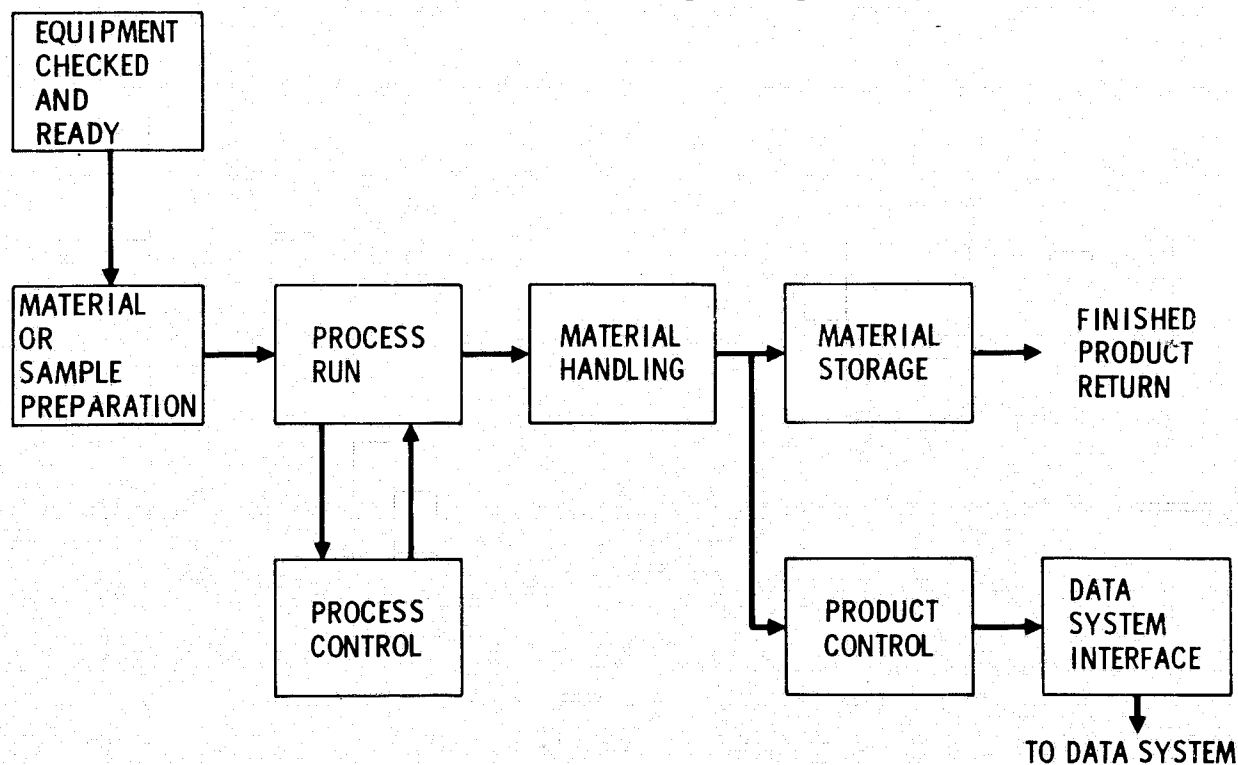 EQUIPMENT
CHECKED
AND
READY
MATERIAL
OR
SAMPLE
PREPARATION
PROCESS
RUN
MATERIAL
HANDLING
MATERIAL
STORAGE
FINISHED
PRODUCT
RETURN
PROCESS
CONTROL
PRODUCT
CONTROL
DATA
SYSTEM
INTERFACE
TO DATA SYSTEM